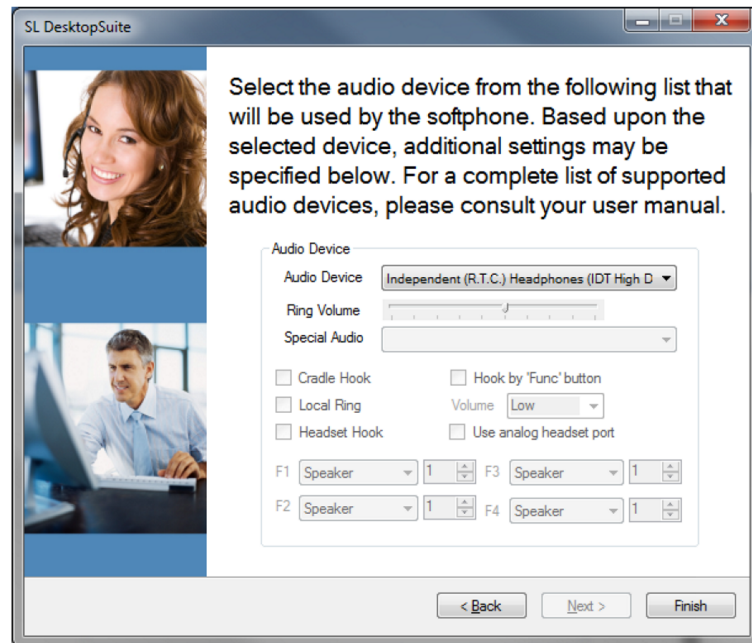 SL DesktopSuite
Select the audio device from the following list that
will be used by the softphone. Based upon the
selected device, additional settings may be
specified below. For a complete list of supported
audio devices, please consult your user manual.
Audio Device
Audio Device Independent (R.T.C.) Headphones (IDT High D
Ring Volume
Special Audio
Cradle Hook Hook by 'Func' button
Local Ring Volume Low
Headset Hook Use analog headset port
F1 Speaker 1 F3 Speaker 1
F2 Speaker 1 F4 Speaker 1
< Back Next > Finish